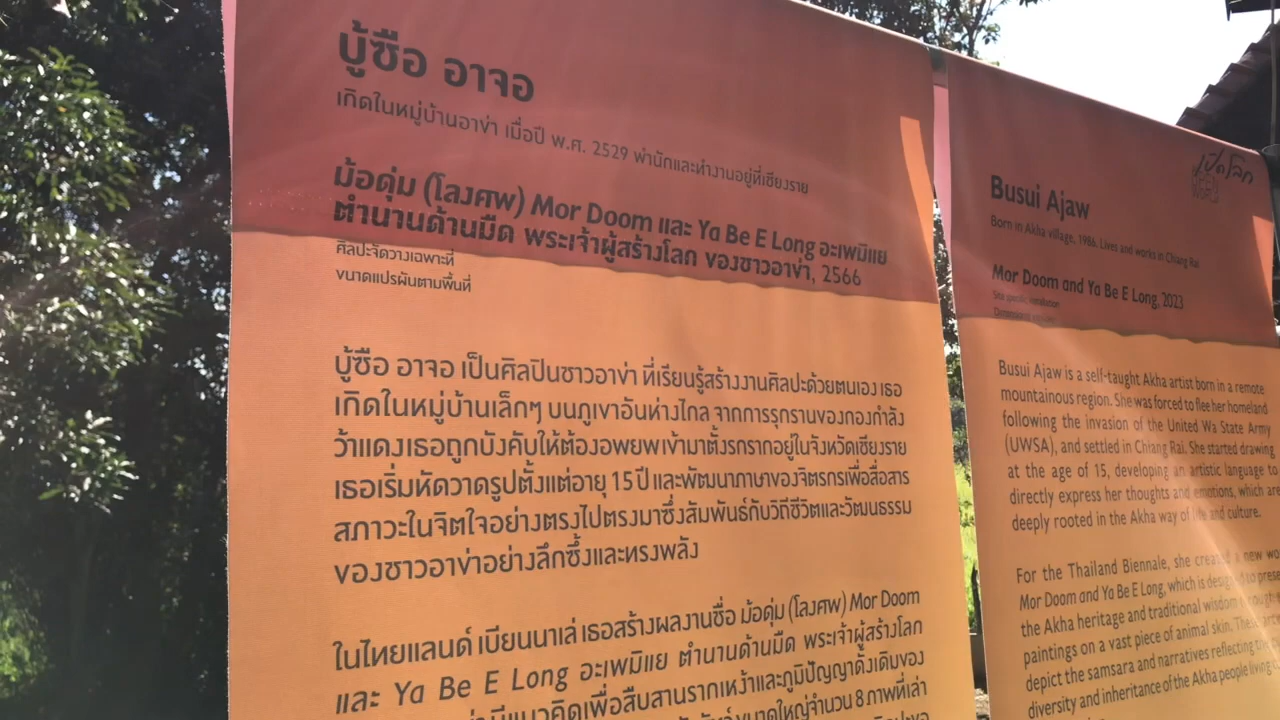 บู้ซือ อาจอ
เกิดในหมู่บ้านอาข่า เมื่อปี พ.ศ. 2529 พำนักและทำงานอยู่ที่เชียงราย
ม้อดุ่ม (โลงศพ) Mor Doom และ Ya Be E Long อะเพมิแย
ตำนานด้านมืด พระเจ้าผู้สร้างโลก ของชาวอาข่า, 2566
ศิลปะจัดวางเฉพาะที่
ขนาดแปรผันตามพื้นที่
บู้ซือ อาจอ เป็นศิลปินชาวอาข่า ที่เรียนรู้สร้างงานศิลปะด้วยตนเอง เธอ
เกิดในหมู่บ้านเล็กๆ บนภูเขาอันห่างไกล จากการรุกรานของกองกำลัง
ว้าแดงเธอถูกบังคับให้ต้องอพยพเข้ามาตั้งรกรากอยู่ในจังหวัดเชียงราย
เธอเริ่มหัดวาดรูปตั้งแต่อายุ 15 ปี และพัฒนาภาษาของจิตรกรเพื่อสื่อสาร
สภาวะในจิตใจอย่างตรงไปตรงมาซึ่งสัมพันธ์กับวิถีชีวิตและวัฒนธรรม
ของชาวอาข่าอย่างลึกซึ้งและทรงพลัง
ในไทยแลนด์ เบียนนาเล่ เธอสร้างผลงานชื่อ ม้อดุ่ม (โลงศพ) Mor Doom
และ Ya Be E Long อะเพมิแย ตำนานด้านมืด พระเจ้าผู้สร้างโลก
มีแนวคิดเพื่อสืบสานรากเหง้าและภูมิปัญญาดั้งเดิมของ
ขนาดใหญ่จำนวน 8 ภาพที่เล่า
เปิดโลก
Busui Ajaw
Born in Akha village, 1986. Lives and works in Chiang Rai
Mor Doom and Ya Be E Long, 2023
Site specific installation
Busui Ajaw is a self-taught Akha artist born in a remote
mountainous region. She was forced to flee her homeland
following the invasion of the United Wa State Army
(UWSA), and settled in Chiang Rai. She started drawing
at the age of 15, developing an artistic language to
directly express her thoughts and emotions, which are
deeply rooted in the Akha way of life and culture.
For the Thailand Biennale, she created a new
Mor Doom and Ya Be E Long, which is designed to
the Akha heritage and traditional wisdom
paintings on a vast piece of animal skin.
depict the samsara and narratives reflecting
diversity and inheritance of the Akha people living